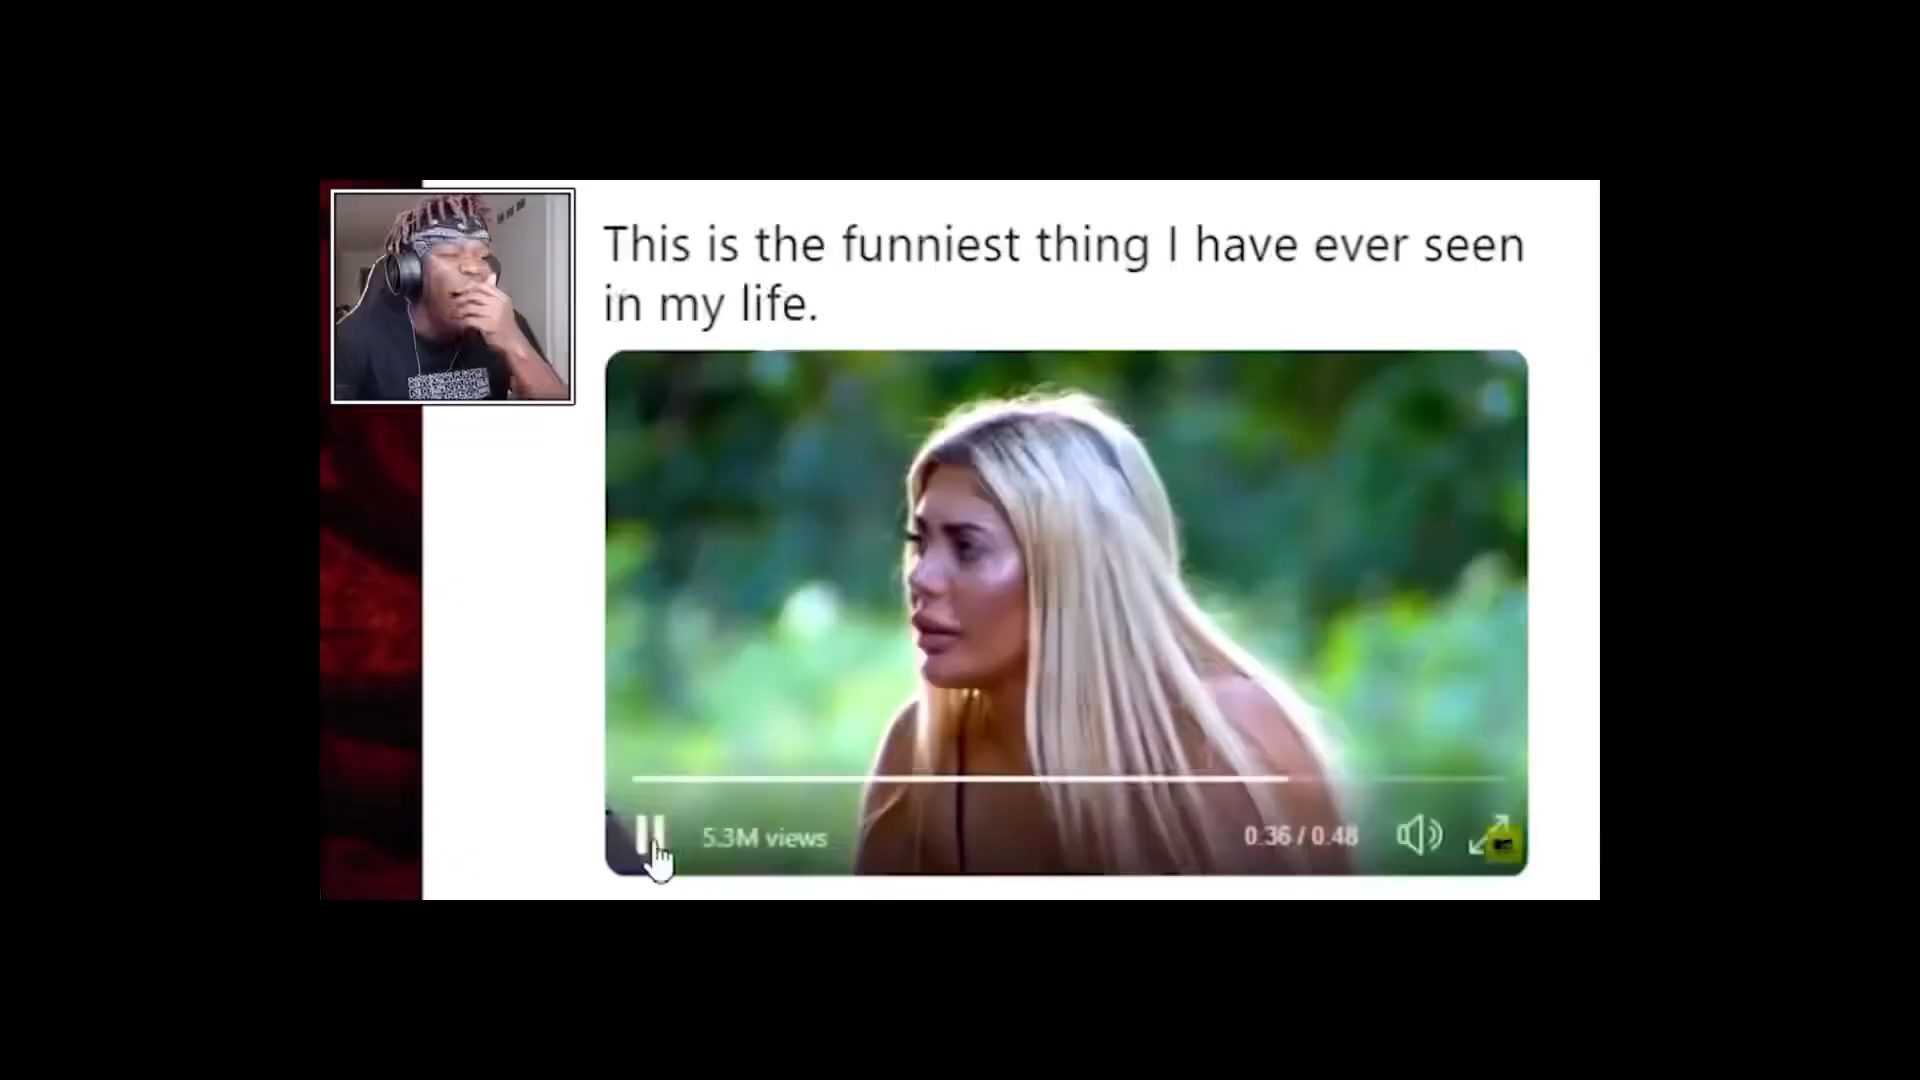 This is the funniest thing I have ever seen
in my life.
5.3M views
0:36 / 0:48